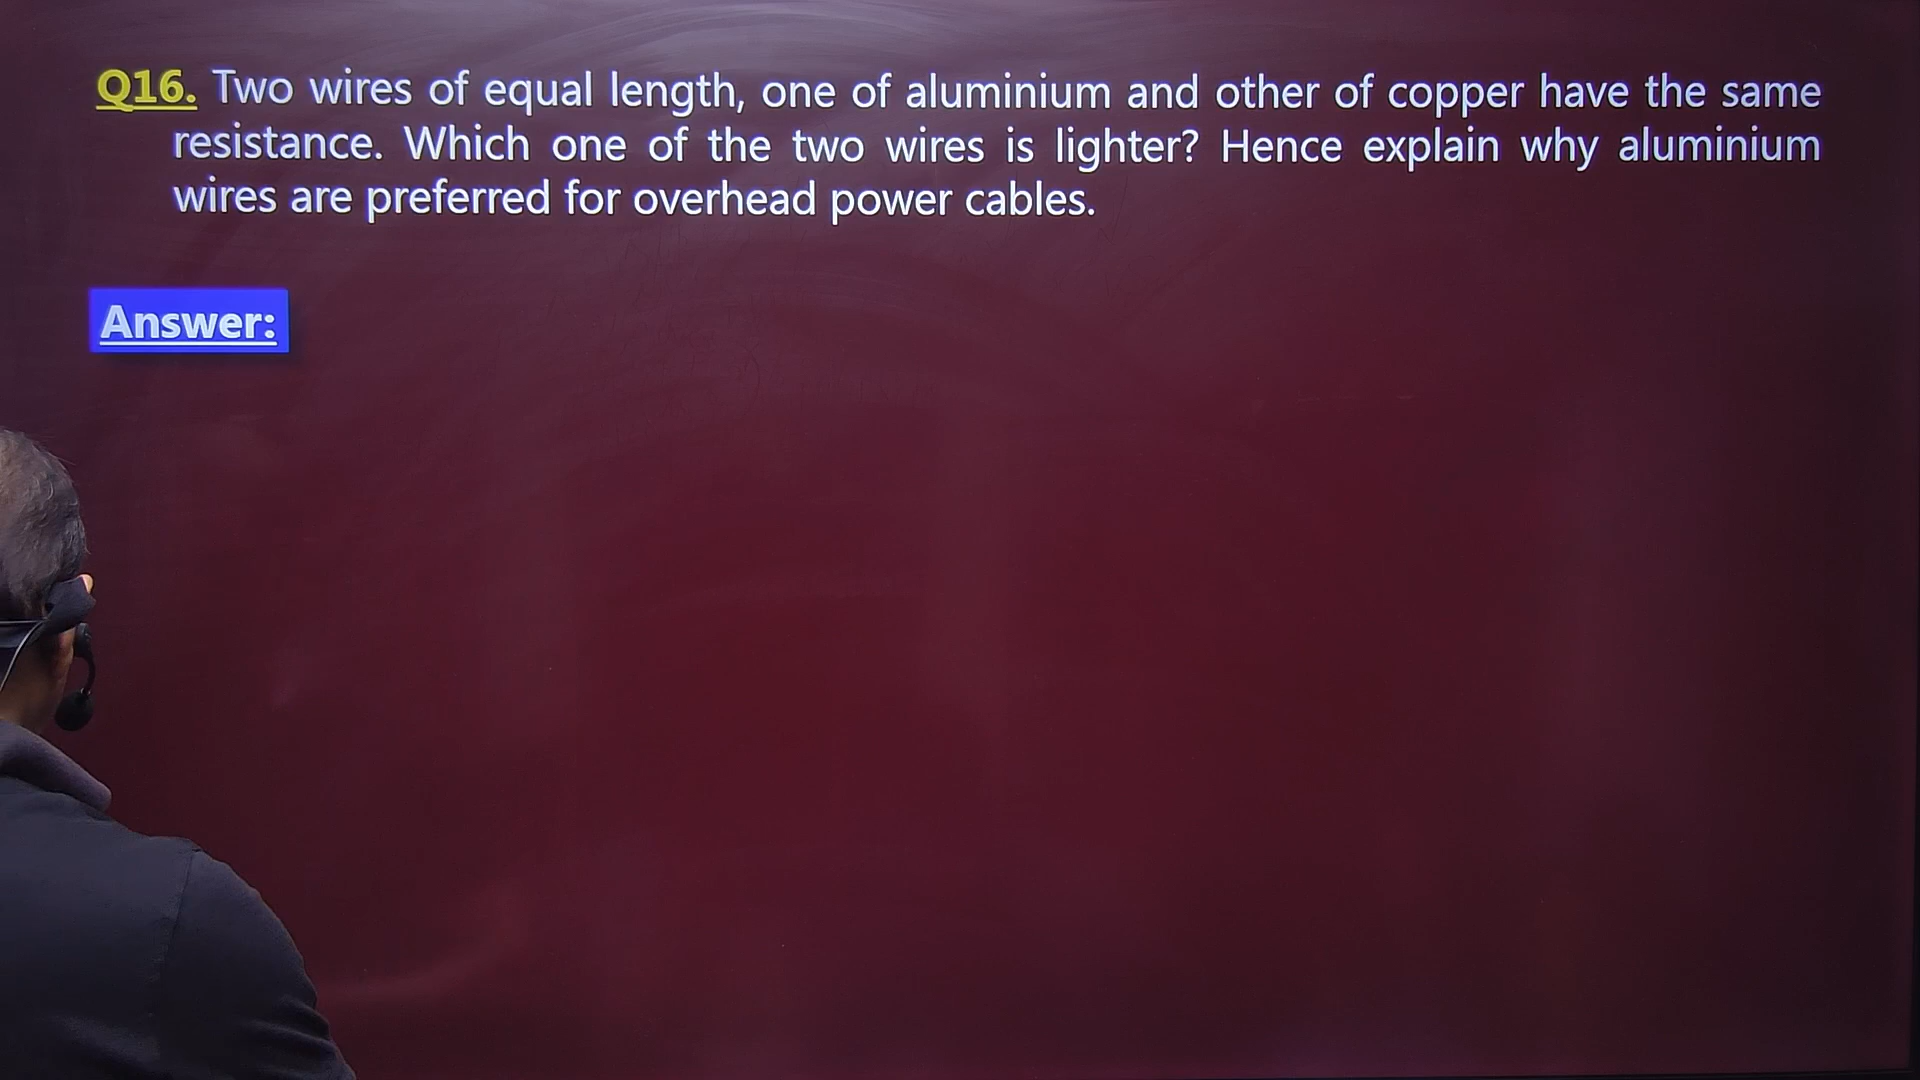 Q16. Two wires of equal length, one of aluminium and other of copper have the same
resistance. Which one of the two wires is lighter? Hence explain why aluminium
wires are preferred for overhead power cables.
Answer: